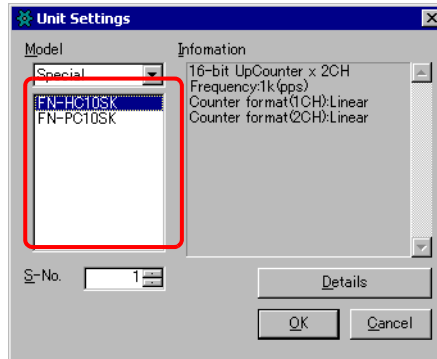 Unit Settings
Model
Infomation
Special
FN-HC10SK
FN-PC10SK
16-bit UpCounter x 2CH
Frequency:1k(pps)
Counter format(1CH):Linear
Counter format(2CH):Linear
S-No.
1
Details
OK
Cancel